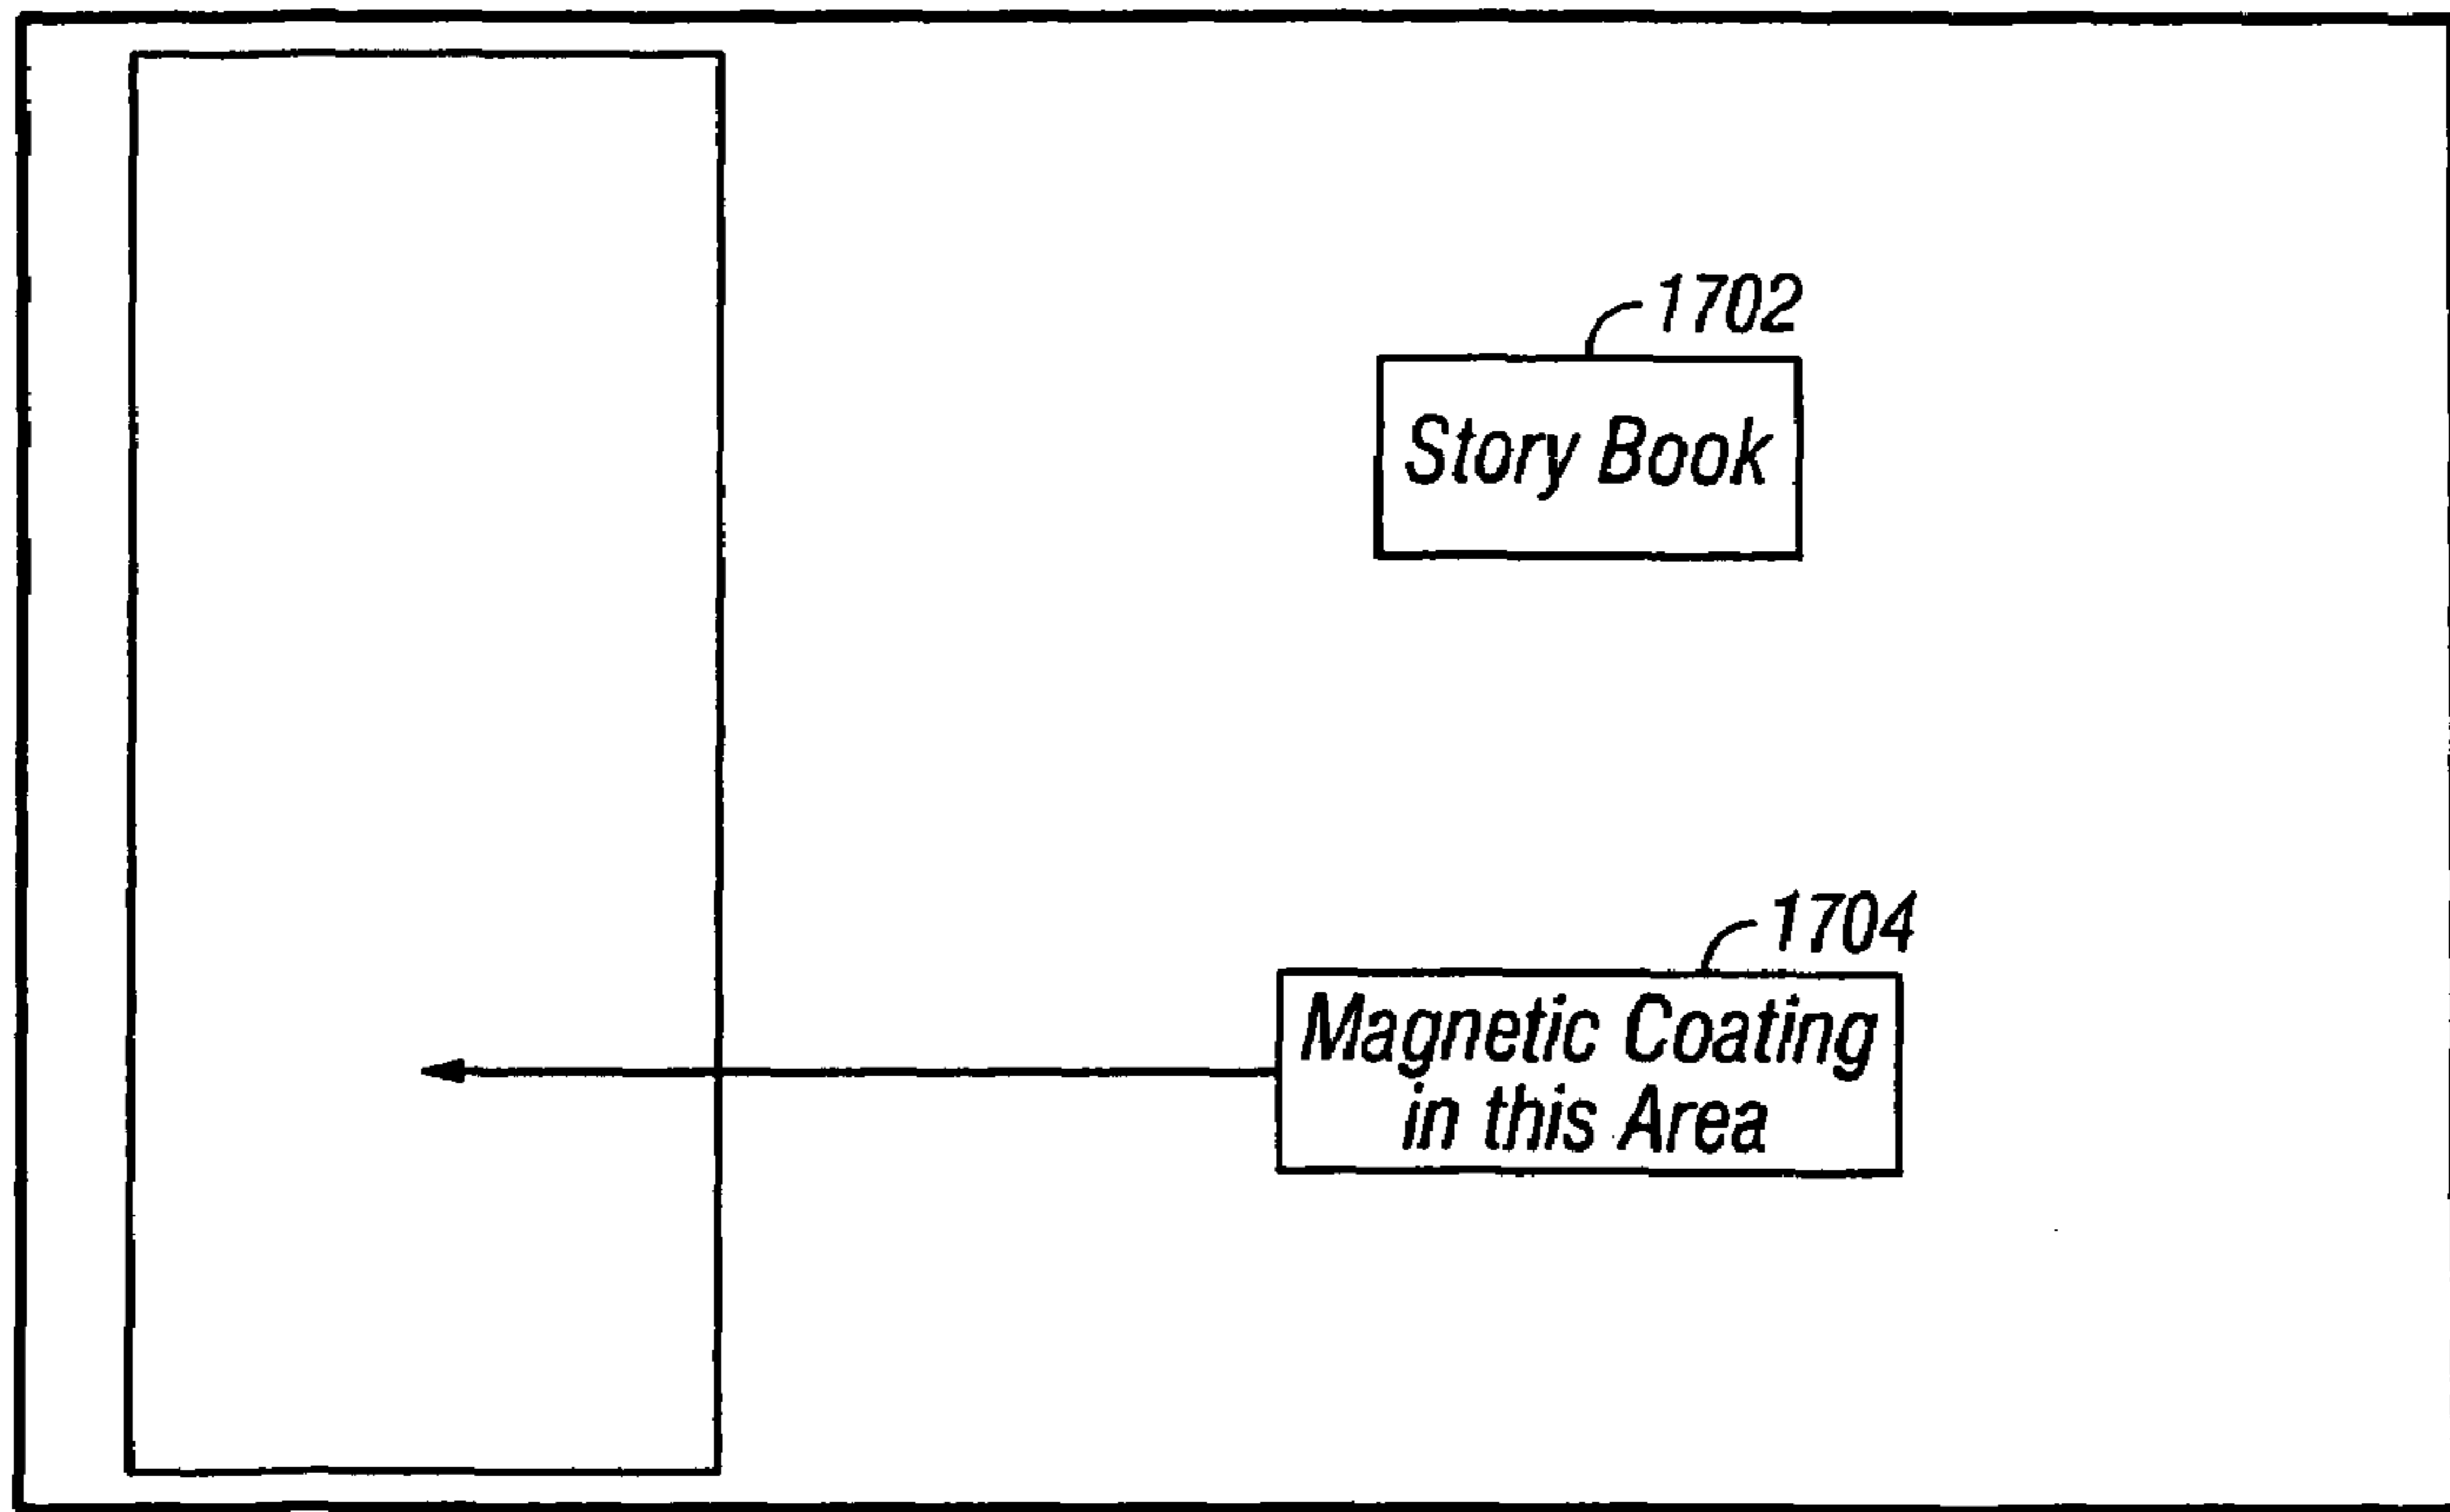 1702
Story Book
1704
Magnetic Coating
in this Area